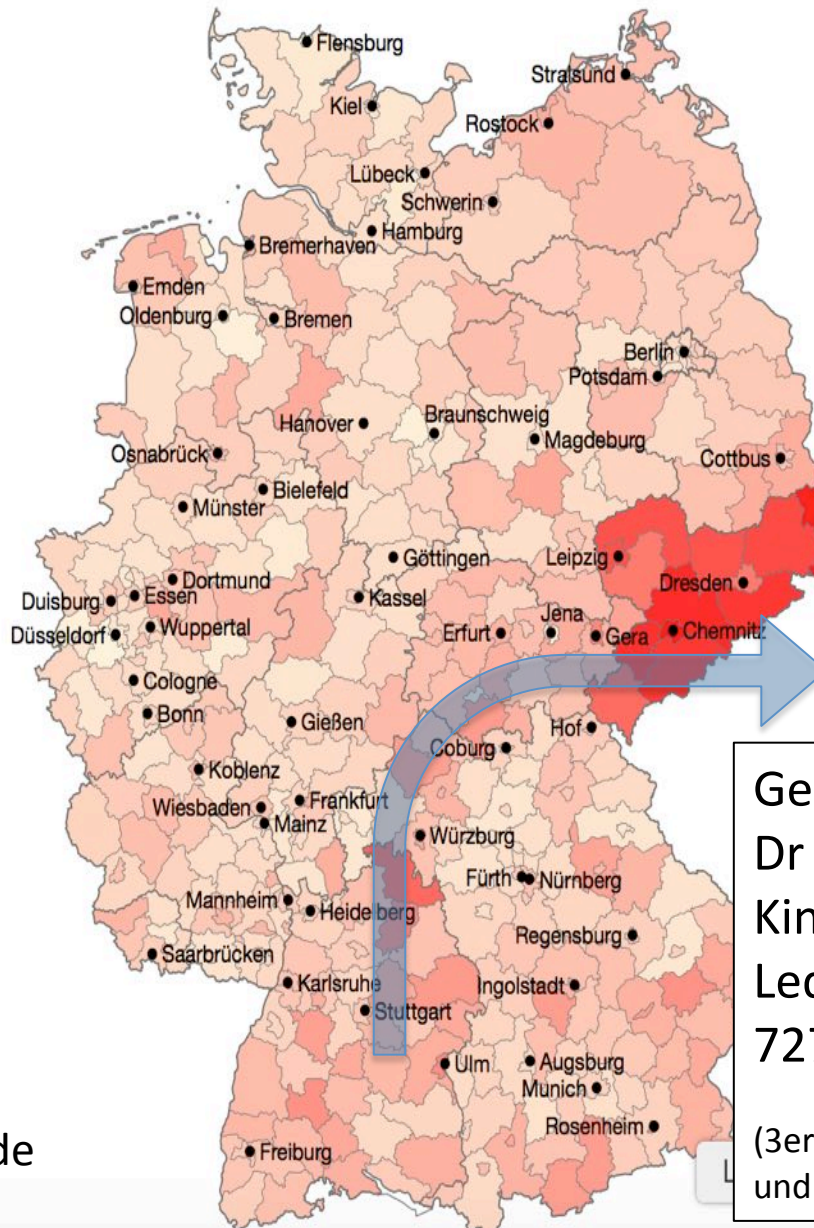 Flensburg
Stralsund
Kiel
Rostock
Lübeck
Schwerin
Hamburg
Bremerhaven
Emden
Oldenburg
Bremen
Berlin
Potsdam
Hanover
Braunschweig
Magdeburg
Osnabrück
Cottbus
Bielefeld
Münster
Göttingen
Leipzig
Dortmund
Dresden
Duisburg
Essen
Kassel
Düsseldorf
Wuppertal
Erfurt
Jena
Gera
Chemnitz
Cologne
Bonn
Gießen
Hof
Coburg
Koblenz
Wiesbaden
Frankfurt
Mainz
Würzburg
Fürth
Nürnberg
Mannheim
Heidelberg
Regensburg
Saarbrücken
Karlsruhe
Ingolstadt
Stuttgart
Ulm
Augsburg
Munich
Rosenheim
Freiburg
de
L
Ge
Dr
Kin
Led
727
(3er
und